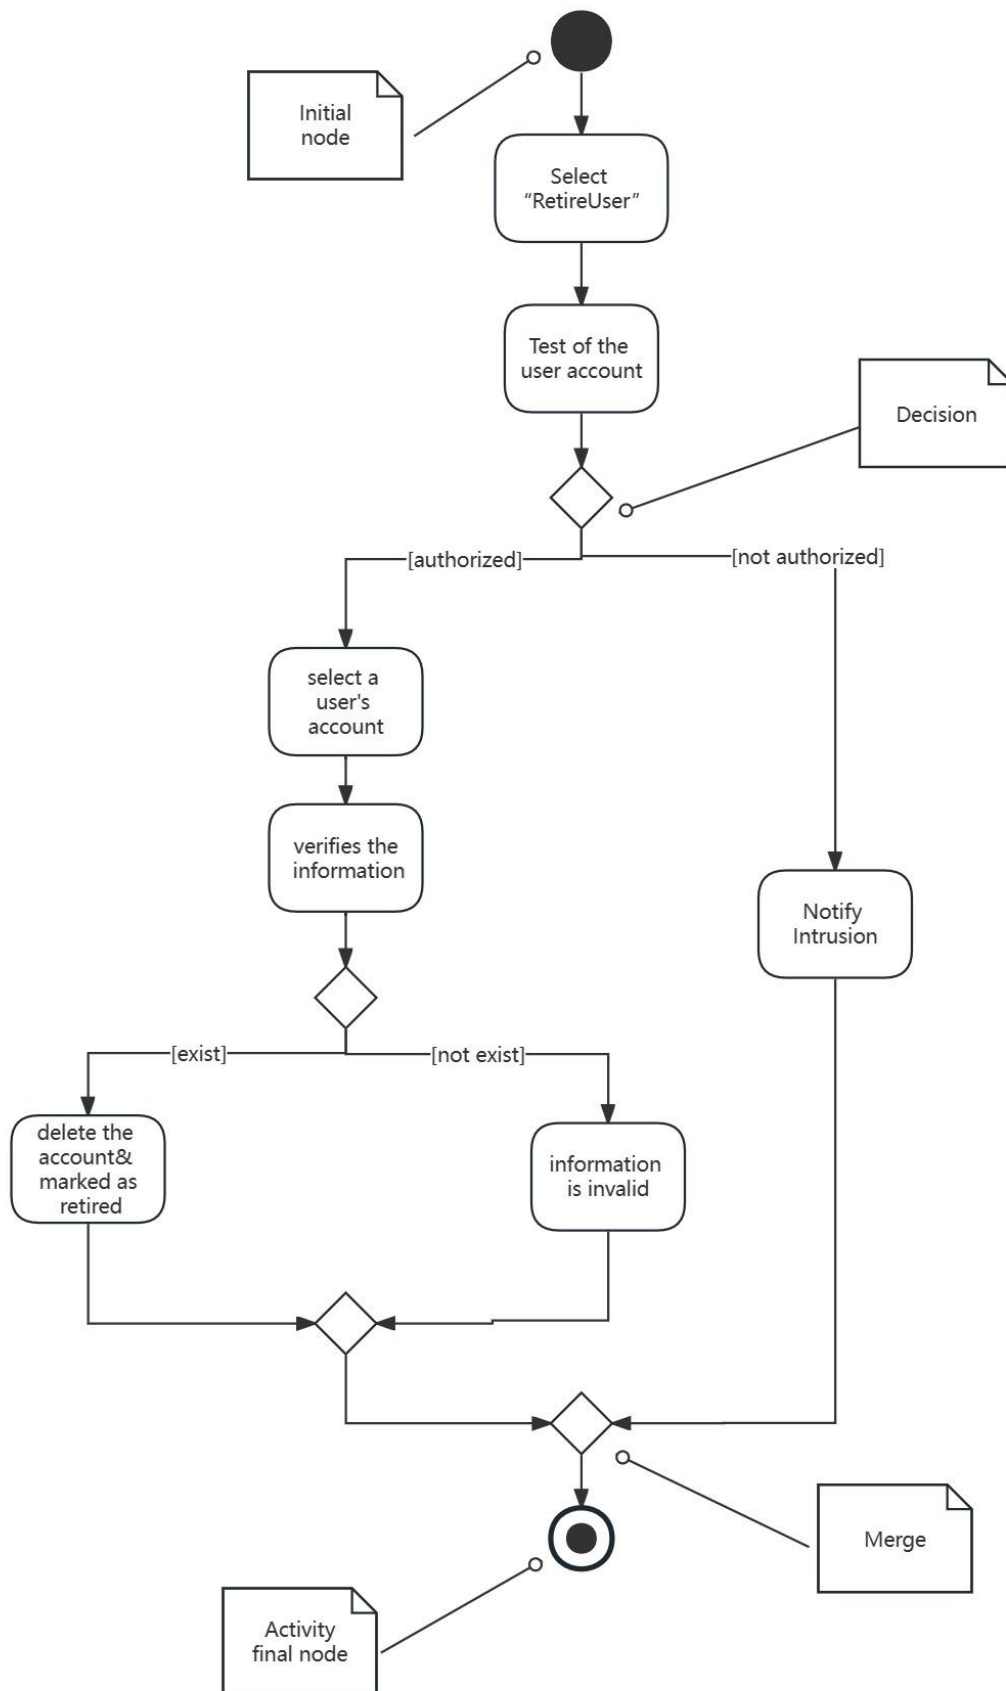 Initial
node
Select
“RetireUser”
Test of the
user account
Decision
[authorized]
[not authorized]
select a
user's
account
verifies the
information
Notify
Intrusion
[exist]
[not exist]
delete the
account&
marked as
retired
information
is invalid
Merge
Activity
final node